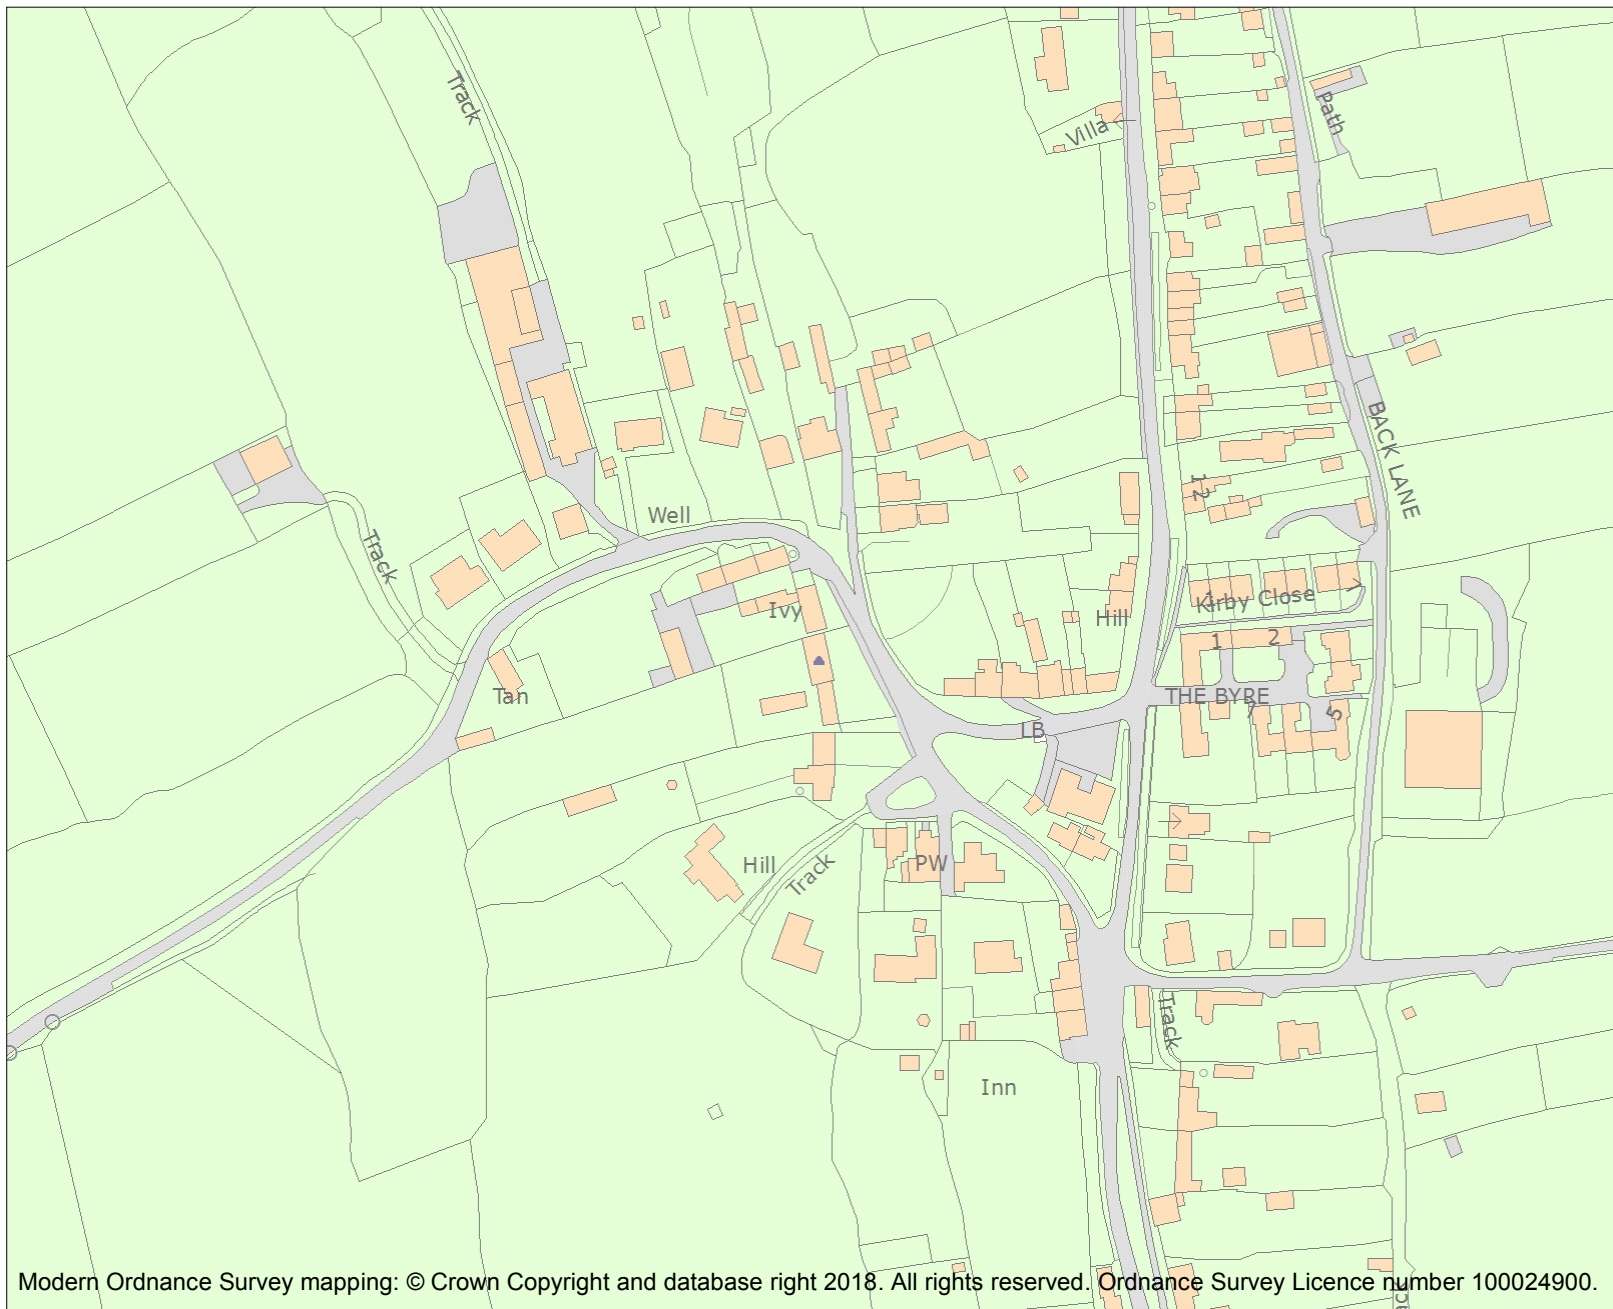 Track
Path
Villa
BACK LANE
12
Well
Track
Ivy
1
Kirby Close
7
Hill
1
2
Tan
THE BYRE
7
5
LB
Hill
Track
PW
Track
Inn
Modern Ordnance Survey mapping: © Crown Copyright and database right 2018. All rights reserved. Ordnance Survey Licence number 100024900.